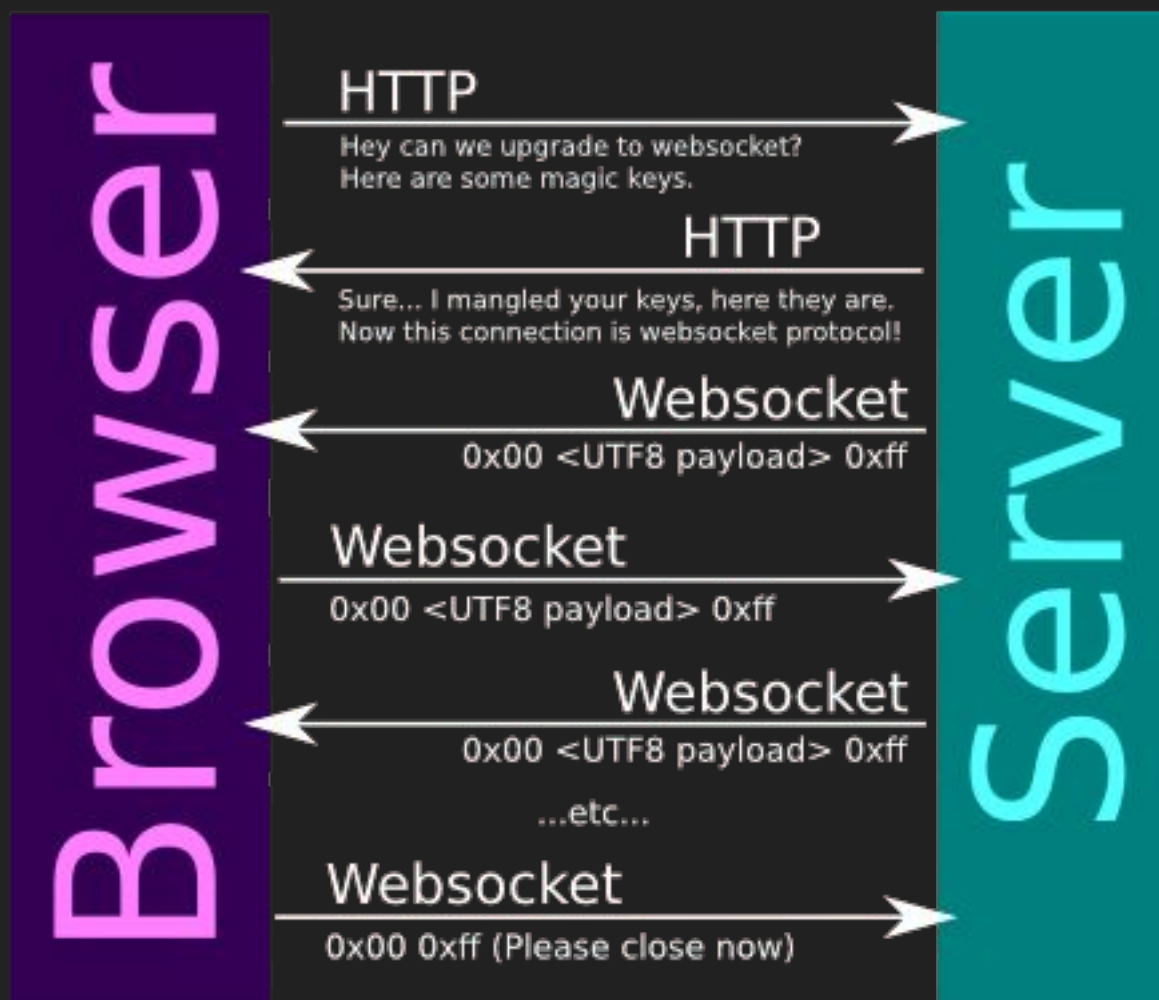 Browser
HTTP
Hey can we upgrade to websocket?
Here are some magic keys.
HTTP
Sure... I mangled your keys, here they are.
Now this connection is websocket protocol!
Websocket
0x00 <UTF8 payload> 0xff
Websocket
0x00 <UTF8 payload> 0xff
Websocket
0x00 <UTF8 payload> 0xff
...etc...
Websocket
0x00 0xff (Please close now)
Server